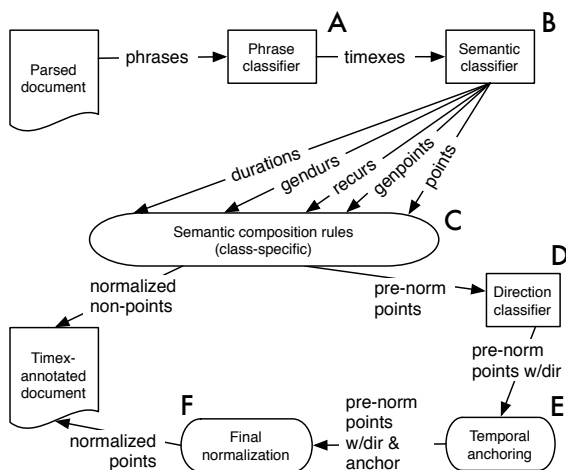 A
B
Parsed
document
phrases
Phrase
classifier
timexes
Semantic
classifier
durations
gendurs
recurs
genpoints
points
C
Semantic composition rules
(class-specific)
normalized
non-points
pre-norm
points
D
Direction
classifier
Timex-
annotated
document
pre-norm
points w/dir
E
Temporal
anchoring
pre-norm
points
w/dir &
anchor
F
Final
normalization
normalized
points